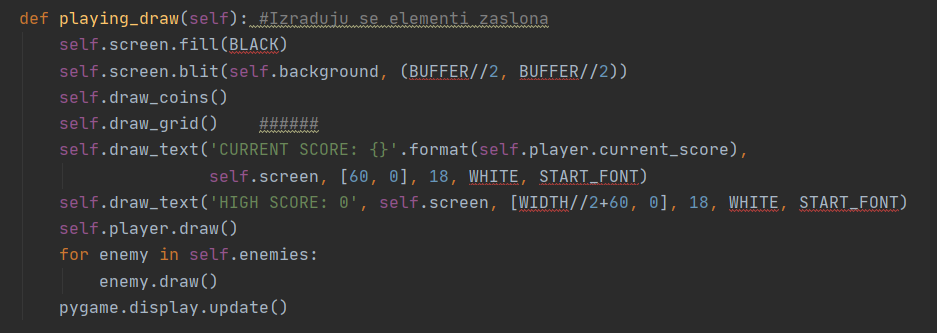 def playing_draw(self): #Izraduju se elementi zaslona
    self.screen.fill(BLACK)
    self.screen.blit(self.background, (BUFFER//2, BUFFER//2))
    self.draw_coins()
    self.draw_grid()    ######
    self.draw_text('CURRENT SCORE: {}'.format(self.player.current_score),
                   self.screen, [60, 0], 18, WHITE, START_FONT)
    self.draw_text('HIGH SCORE: 0', self.screen, [WIDTH//2+60, 0], 18, WHITE, START_FONT)
    self.player.draw()
    for enemy in self.enemies:
        enemy.draw()
    pygame.display.update()